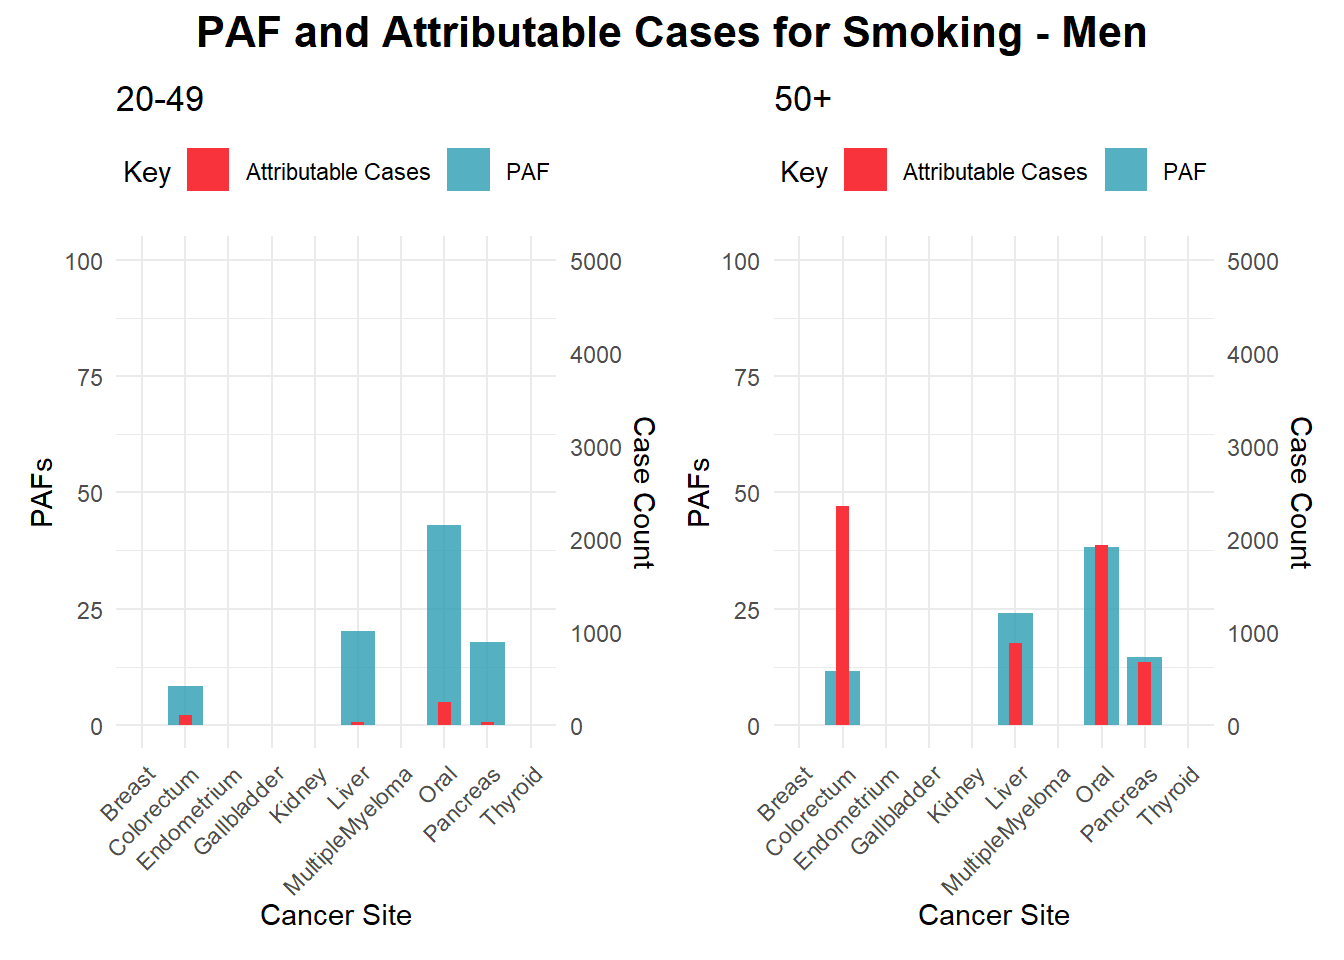 PAF and Attributable Cases for Smoking - Men
20-49
Key Attributable Cases PAF
100
75
50
25
0
PAFs
5000
4000
3000
2000
1000
0
Case Count
Breast
Colorectum
Endometrium
Gallbladder
Kidney
Liver
MultipleMyeloma
Oral
Pancreas
Thyroid
Cancer Site
50+
Key Attributable Cases PAF
100
75
50
25
0
PAFs
5000
4000
3000
2000
1000
0
Case Count
Breast
Colorectum
Endometrium
Gallbladder
Kidney
Liver
MultipleMyeloma
Oral
Pancreas
Thyroid
Cancer Site